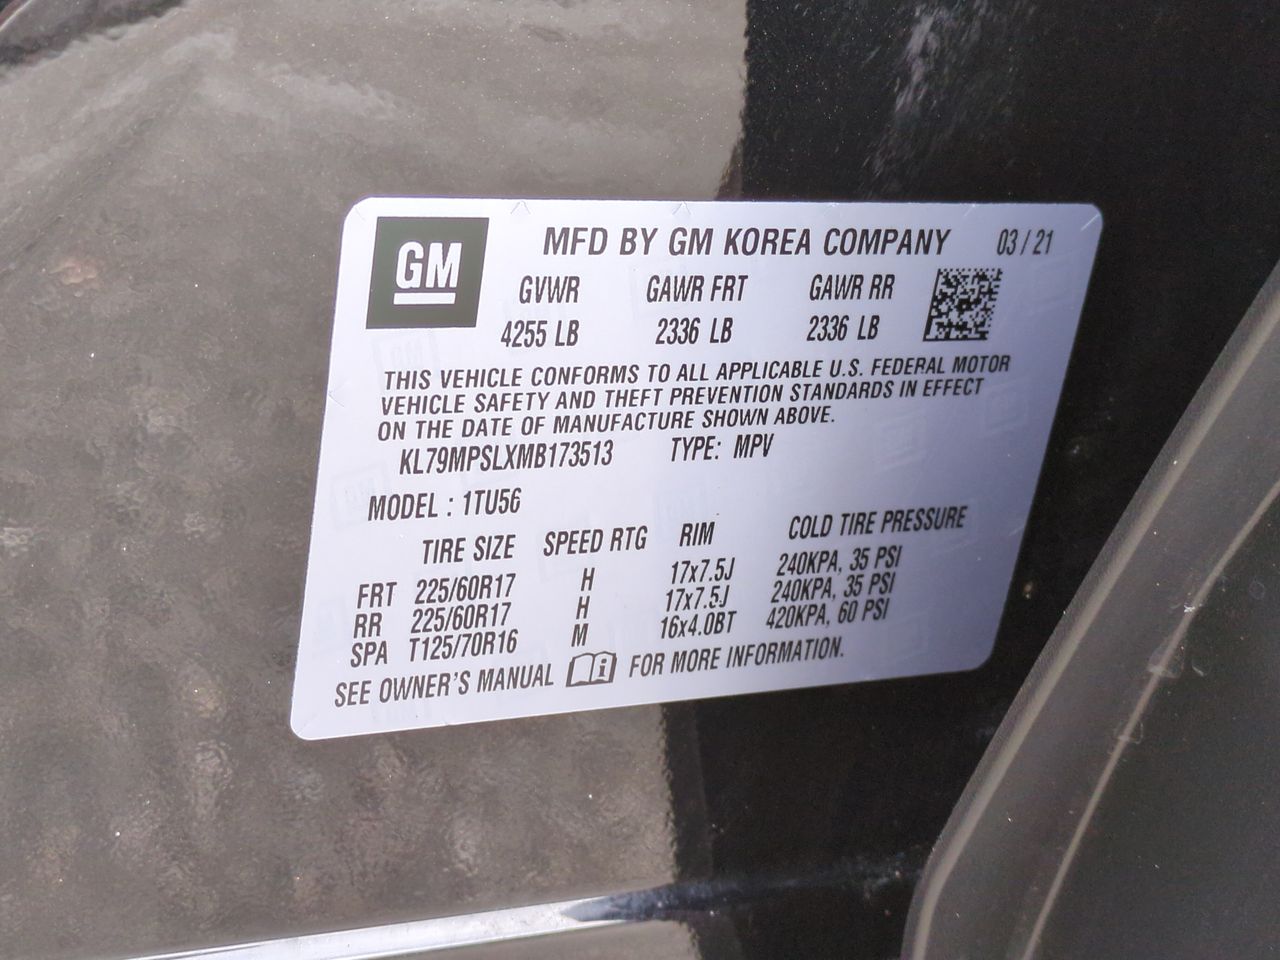 GM
MFD BY GM KOREA COMPANY 03/21
GVWR GAWR FRT GAWR RR
4255 LB 2336 LB 2336 LB
THIS VEHICLE CONFORMS TO ALL APPLICABLE U.S. FEDERAL MOTOR
VEHICLE SAFETY AND THEFT PREVENTION STANDARDS IN EFFECT
ON THE DATE OF MANUFACTURE SHOWN ABOVE.
KL79MPSLXMB173513 TYPE: MPV
MODEL : 1TU56
TIRE SIZE SPEED RTG RIM COLD TIRE PRESSURE
FRT 225/60R17 H 17x7.5J 240KPA, 35 PSI
RR 225/60R17 H 17x7.5J 240KPA, 35 PSI
SPA T125/70R16 M 16x4.0BT 420KPA, 60 PSI
SEE OWNER'S MANUAL i FOR MORE INFORMATION.